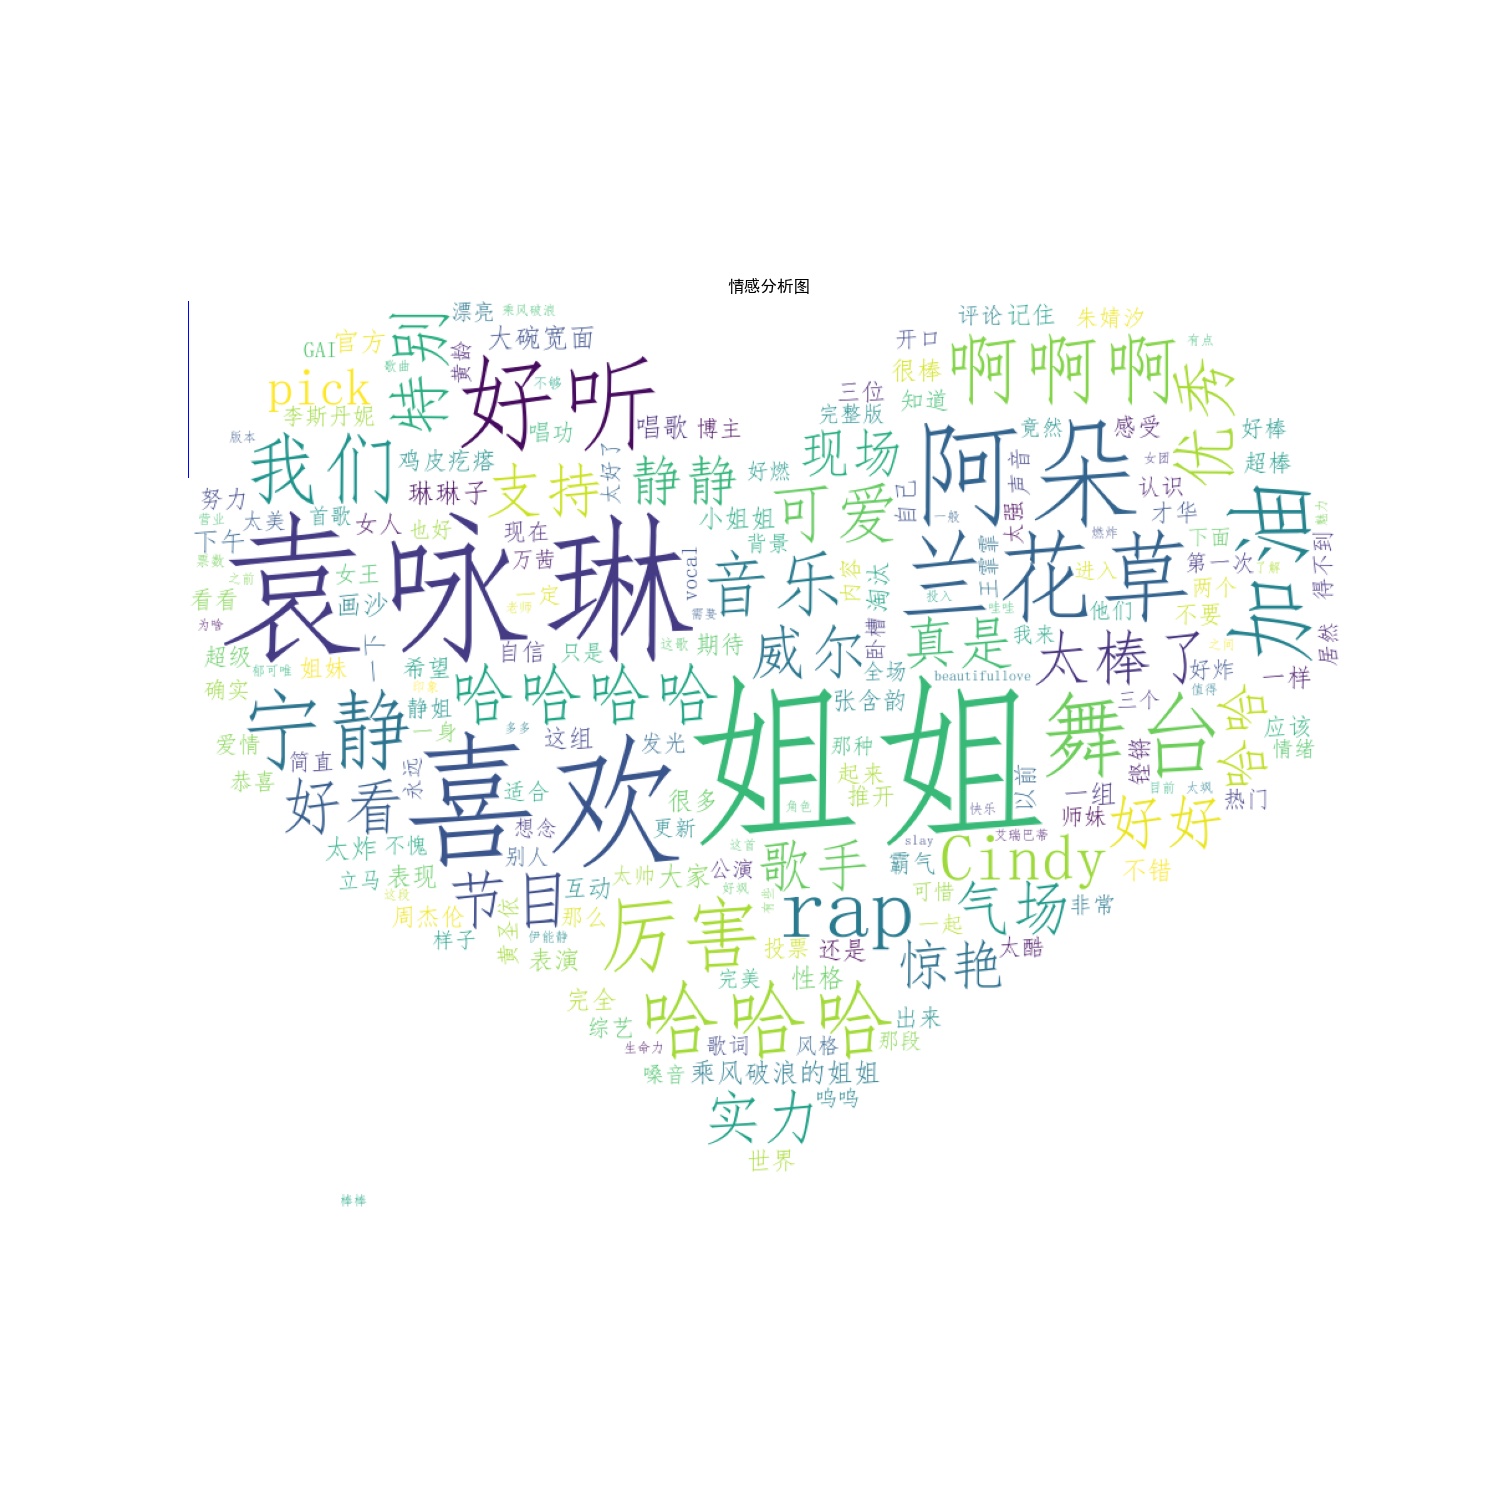 情感分析图
漂亮
乘风破浪
特别
评论
记住
朱婧汐
GAI
官方
大碗宽面
开口
有点
黄龄
歌曲
好听
不够
很棒
啊啊啊
优秀
pick
三位
知道
李斯丹妮
完整版
版本
唱功
唱歌
博主
现场
阿朵
竟然
感受
好棒
我们
鸡皮疙瘩
太好了
静静
好燃
声音
女团
超棒
琳琳子
支持
可爱
自己
认识
加油
努力
营业
太美
首歌
女人
也好
现在
小姐姐
一般
太强
才华
魅力
下午
袁咏琳
背景
兰花草
王霏霏
燃炸
下面
得不到
票数
之前
女王
万茜
vocal
音乐
内容
淘汰
进入
第一次
了解
看看
画沙
一定
老师
需要
投入
哇哇
他们
两个
不要
为啥
一下
自信
只是
这歌
期待
威尔
卧槽
真是
我来
太棒了
之间
居然
超级
郁可唯
姐妹
希望
印象
哈哈哈哈
全场
beautifullove
好炸
一样
确实
宁静
静姐
张含韵
三个
值得
哈哈
应该
爱情
一身
多多
这组
发光
姐姐
那种
舞台
情绪
简直
永远
喜欢
铿锵
恭喜
好看
适合
很多
角色
起来
推开
快乐
以前
一组
目前
太飒
热门
想念
更新
师妹
好好
太炸
不愧
别人
这首
歌手
slay
艾瑞巴蒂
立马
表现
节目
互动
太帅
大家
公演
霸气
Cindy
不错
这段
好飒
有些
可惜
周杰伦
黄圣依
那么
厉害
rap
一起
气场
非常
样子
伊能静
表演
投票
还是
惊艳
太酷
完美
性格
完全
综艺
哈哈哈
出来
生命力
歌词
风格
那段
嗓音
乘风破浪的姐姐
实力
呜呜
世界
棒棒